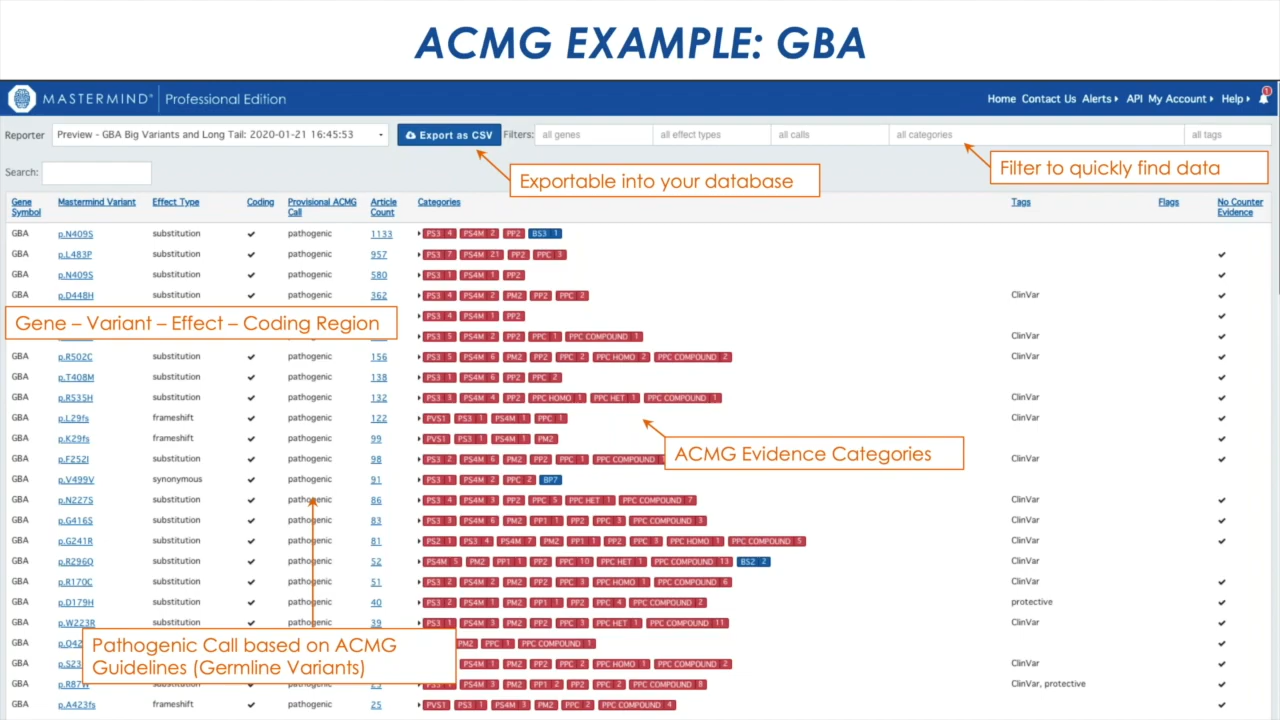 ACMG EXAMPLE: GBA
MASTERMIND® Professional Edition Home Contact Us Alerts API My Account Help 1
Reporter Preview - GBA Big Variants and Long Tail: 2020-01-21 16:45:53 Export as CSV Filters: all genes all effect types all calls all categories all tags
Filter to quickly find data
Exportable into your database
Search:
Gene Symbol Mastermind Variant Effect Type Coding Provisional ACMG Call Article Count Categories Tags Flags No Counter Evidence
GBA p.N409S substitution ✔ pathogenic 1133 PS3 4 PS4M 2 PP2 BS3 1
GBA p.L483P substitution ✔ pathogenic 957 PS3 7 PS4M 21 PP2 PPC 3 ✔
GBA p.N409S substitution ✔ pathogenic 580 PS3 1 PS4M 1 PP2 ✔
GBA p.D448H substitution ✔ pathogenic 362 PS3 4 PS4M 2 PM2 PP2 PPC 2 ClinVar ✔
Gene – Variant – Effect – Coding Region
PS3 4 PS4M 1 PP2 ✔
PS3 5 PS4M 2 PP2 PPC 1 PPC COMPOUND 1 ClinVar ✔
GBA p.R502C substitution ✔ pathogenic 156 PS3 5 PS4M 6 PM2 PP2 PPC 2 PPC HOMO 2 PPC COMPOUND 2 ClinVar ✔
GBA p.T408M substitution ✔ pathogenic 138 PS3 1 PS4M 6 PP2 PPC 2 ✔
GBA p.R535H substitution ✔ pathogenic 132 PS3 3 PS4M 4 PP2 PPC HOMO 1 PPC HET 1 PPC COMPOUND 1 ClinVar ✔
GBA p.L29fs frameshift ✔ pathogenic 122 PVS1 PS3 1 PS4M 1 PPC 1 ClinVar ✔
GBA p.K29fs frameshift ✔ pathogenic 99 PVS1 PS3 1 PS4M 1 PM2 ✔
GBA p.F252I substitution ✔ pathogenic 98 PS3 2 PS4M 6 PM2 PP2 PPC 1 PPC COMPOUND ClinVar ✔
ACMG Evidence Categories
GBA p.V499V synonymous ✔ pathogenic 91 PS3 1 PS4M 2 PPC 2 BP7
GBA p.N227S substitution ✔ pathogenic 86 PS3 4 PS4M 3 PP2 PPC 5 PPC HET 1 PPC COMPOUND 7 ClinVar ✔
GBA p.G416S substitution ✔ pathogenic 83 PS3 3 PS4M 6 PM2 PP1 1 PP2 PPC 3 PPC COMPOUND 3 ClinVar ✔
GBA p.G241R substitution ✔ pathogenic 81 PS2 1 PS3 4 PS4M 7 PM2 PP1 1 PP2 PPC 3 PPC HOMO 1 PPC COMPOUND 5 ClinVar ✔
GBA p.R296Q substitution ✔ pathogenic 52 PS4M 5 PM2 PP1 1 PP2 PPC 10 PPC HET 1 PPC COMPOUND 13 BS2 2 ClinVar
GBA p.R170C substitution ✔ pathogenic 51 PS3 2 PS4M 2 PM2 PP2 PPC 3 PPC HOMO 1 PPC COMPOUND 6 ClinVar ✔
GBA p.D179H substitution ✔ pathogenic 40 PS3 2 PS4M 1 PM2 PP1 1 PP2 PPC 4 PPC COMPOUND 2 protective ✔
GBA p.W223R substitution ✔ pathogenic 39 PS3 1 PS4M 3 PM2 PP2 PPC 3 PPC HET 1 PPC COMPOUND 11 ClinVar ✔
Pathogenic Call based on ACMG
Guidelines (Germline Variants)
GBA PM2 PPC 1 PPC COMPOUND 1 ✔
GBA PS4M 1 PM2 PP2 PPC 2 PPC HOMO 1 PPC COMPOUND 2 ClinVar ✔
GBA PS4M 3 PM2 PP1 2 PP2 PPC 2 PPC COMPOUND 8 ClinVar, protective ✔
GBA p.A423fs frameshift ✔ pathogenic 25 PVS1 PS3 1 PS4M 3 PM2 PPC 2 PPC COMPOUND 4 ✔